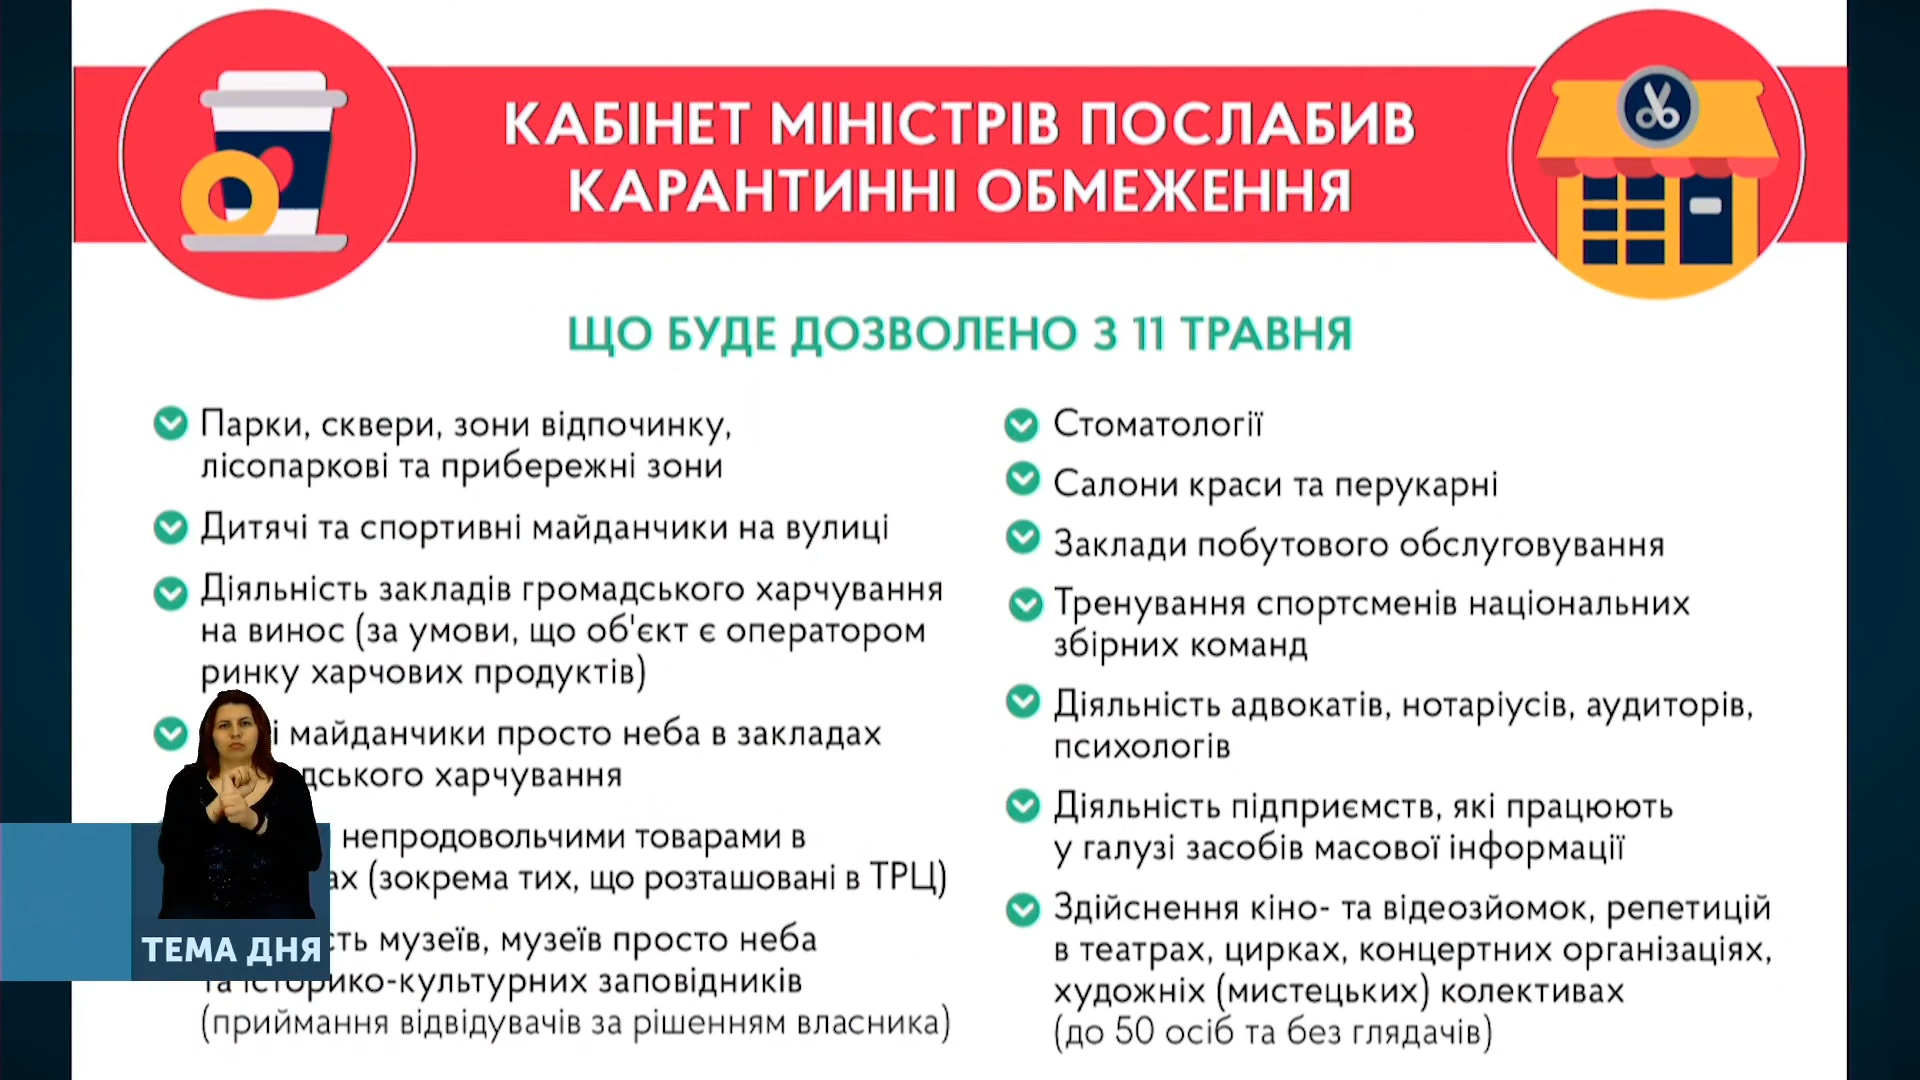 КАБІНЕТ МІНІСТРІВ ПОСЛАБИВ
КАРАНТИННІ ОБМЕЖЕННЯ
ЩО БУДЕ ДОЗВОЛЕНО З 11 ТРАВНЯ
Парки, сквери, зони відпочинку,
лісопаркові та прибережні зони
Дитячі та спортивні майданчики на вулиці
Діяльність закладів громадського харчування
на винос (за умови, що об'єкт є оператором
ринку харчових продуктів)
майданчики просто неба в закладах
харчування
непродовольчими товарами в
(зокрема тих, що розташовані в ТРЦ)
музеїв, музеїв просто неба
та історико-культурних заповідників
(приймання відвідувачів за рішенням власника)
Стоматології
Салони краси та перукарні
Заклади побутового обслуговування
Тренування спортсменів національних
збірних команд
Діяльність адвокатів, нотаріусів, аудиторів,
психологів
Діяльність підприємств, які працюють
у галузі засобів масової інформації
Здійснення кіно- та відеозйомок, репетицій
в театрах, цирках, концертних організаціях,
художніх (мистецьких) колективах
(до 50 осіб та без глядачів)
ТЕМА ДНЯ